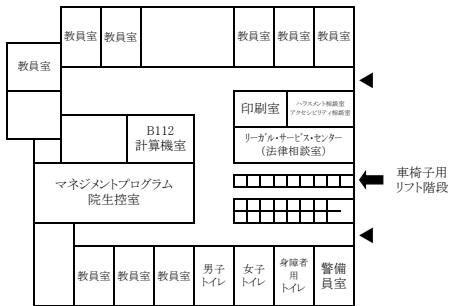 教員室 教員室 教員室 教員室 教員室
教員室
印刷室
ハラスメント相談室
アクセシビリティ相談室
B112
計算機室
リーガル・サービス・センター
(法律相談室)
車椅子用
リフト階段
マネジメントプログラム
院生控室
教員室 教員室 教員室
男子
トイレ
女子
トイレ
身障者
用
トイレ
警備
員室